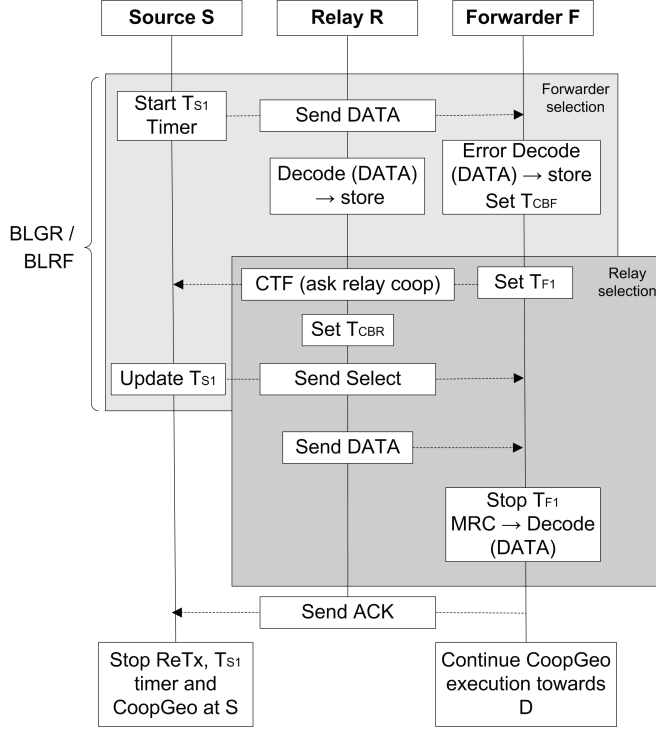 Source S
Relay R
Forwarder F
Forwarder
selection
Start TS1
Timer
Send DATA
Decode (DATA)
→ store
Error Decode
(DATA) → store
Set TCBF
BLGR /
BLRF
Relay
selection
CTF (ask relay coop)
Set TF1
Set TCBR
Update TS1
Send Select
Send DATA
Stop TF1
MRC → Decode
(DATA)
Send ACK
Stop ReTx, TS1
timer and
CoopGeo at S
Continue CoopGeo
execution towards
D